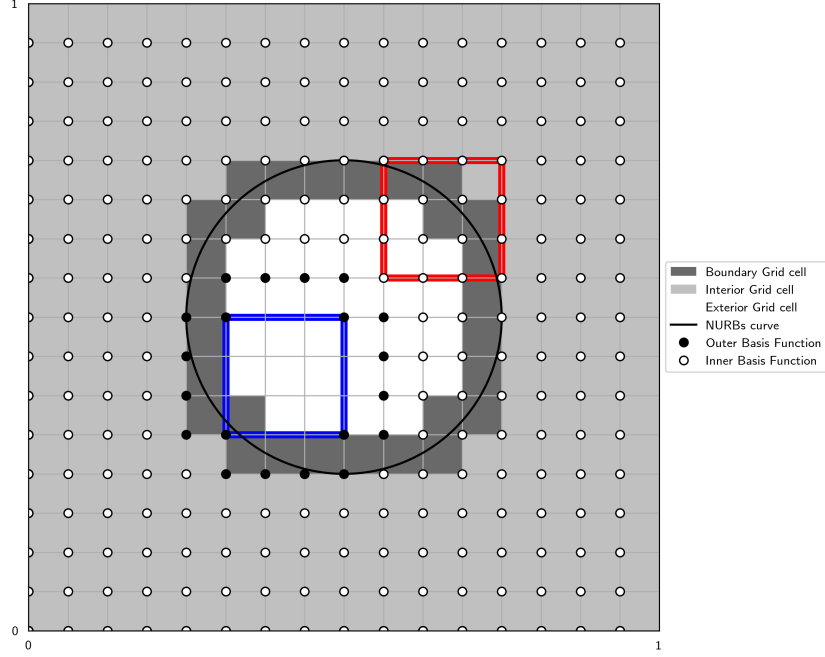 1
Boundary Grid cell
Interior Grid cell
Exterior Grid cell
NURBs curve
Outer Basis Function
Inner Basis Function
0
0
1